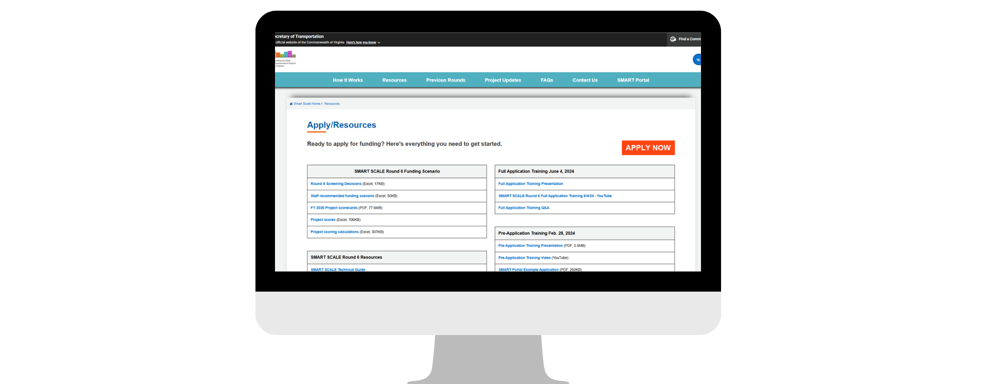 ecretary of Transportation
official website of the Commonwealth of Virginia Here's how you know
Find a Comm
Funding the Right
Transportation Projects
in Virginia
How It Works
Resources
Previous Rounds
Project Updates
FAQs
Contact Us
SMART Portal
Smart Scale Home / Resources
Apply/Resources
Ready to apply for funding? Here's everything you need to get started.
APPLY NOW
SMART SCALE Round 6 Funding Scenario
Round 6 Screening Decisions (Excel, 17KB)
Staff recommended funding scenario (Excel, 50KB)
FY 2026 Project scorecards (PDF, 77.6MB)
Project scores (Excel, 106KB)
Project scoring calculations (Excel, 307KB)
SMART SCALE Round 6 Resources
SMART SCALE Technical Guide
Full Application Training June 4, 2024
Full Application Training Presentation
SMART SCALE Round 6 Full Application Training 6/4/24 - YouTube
Full Application Training Q&A
Pre-Application Training Feb. 28, 2024
Pre-Application Training Presentation (PDF, 3.5MB)
Pre-Application Training Video (YouTube)
SMART Portal Example Application (PDF, 260KB)